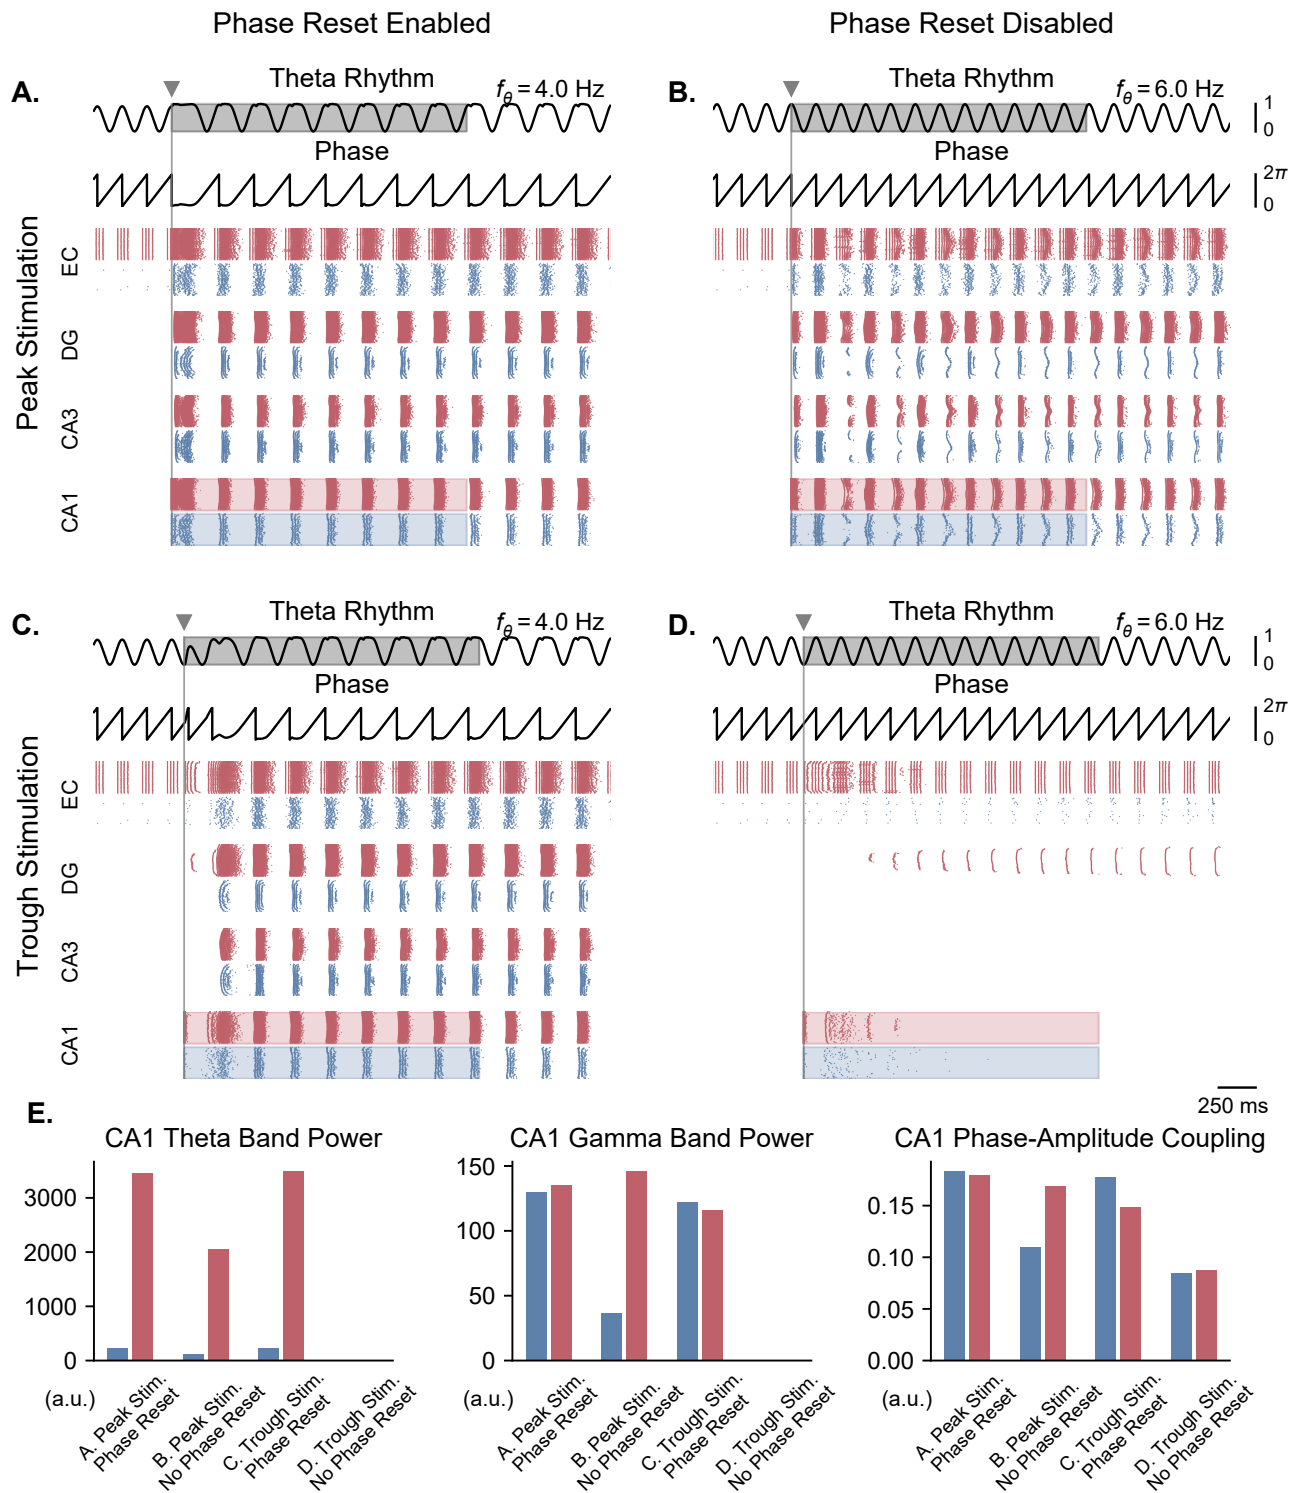 Phase Reset Enabled
Phase Reset Disabled
A.
Theta Rhythm
fθ = 4.0 Hz
Phase
B.
Theta Rhythm
fθ = 6.0 Hz
1
0
Phase
2π
0
Peak Stimulation
EC
DG
CA3
CA1
C.
Theta Rhythm
fθ = 4.0 Hz
Phase
D.
Theta Rhythm
fθ = 6.0 Hz
1
0
Phase
2π
0
Trough Stimulation
EC
DG
CA3
CA1
250 ms
E.
CA1 Theta Band Power
3000
2000
1000
0
(a.u.)
A. Peak Stim.
Phase Reset
B. Peak Stim.
No Phase Reset
C. Trough Stim.
Phase Reset
D. Trough Stim.
No Phase Reset
CA1 Gamma Band Power
150
100
50
0
(a.u.)
A. Peak Stim.
Phase Reset
B. Peak Stim.
No Phase Reset
C. Trough Stim.
Phase Reset
D. Trough Stim.
No Phase Reset
CA1 Phase-Amplitude Coupling
0.15
0.10
0.05
0.00
(a.u.)
A. Peak Stim.
Phase Reset
B. Peak Stim.
No Phase Reset
C. Trough Stim.
Phase Reset
D. Trough Stim.
No Phase Reset